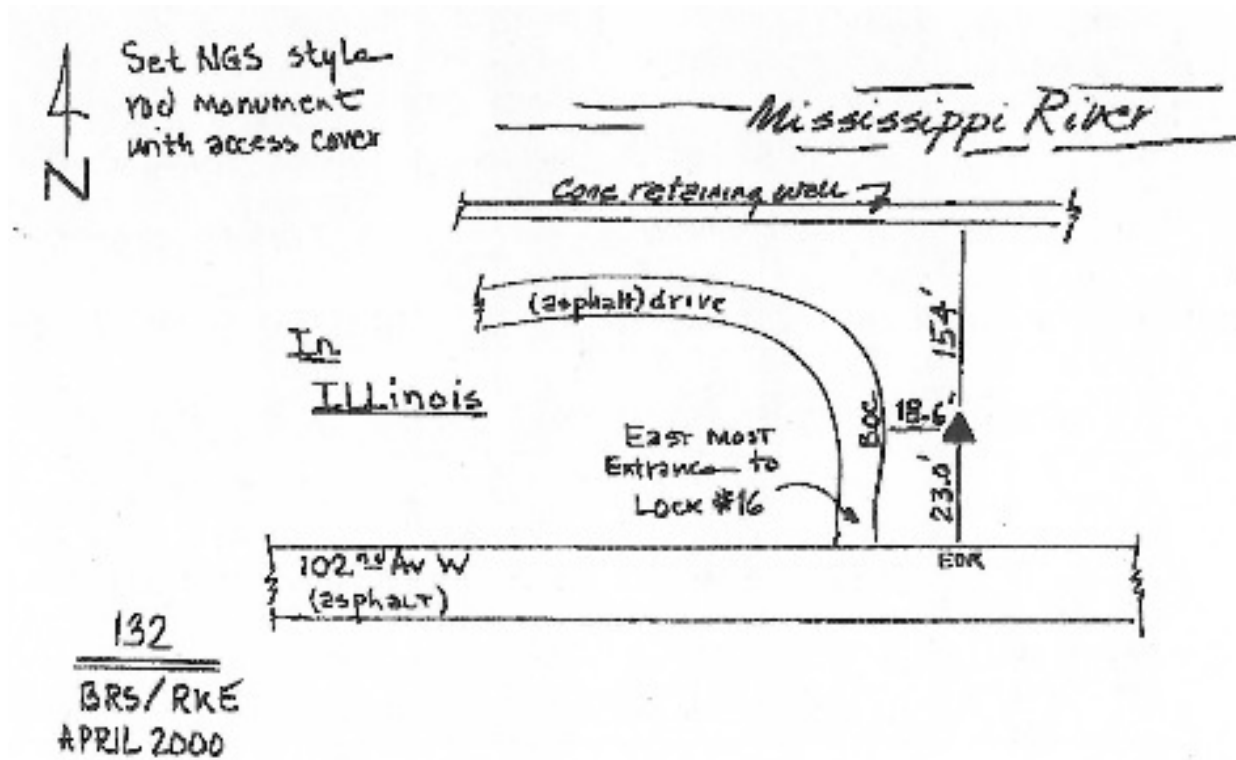 Set NGS style
rod monument
with access cover
N
Mississippi River
Conc retaining wall
(asphalt) drive
154'
In
ILLinois
BOC
18.6'
East most
Entrance to
Lock #16
23.0'
102nd Av W
(asphalt)
EOR
132
BRS/RKE
APRIL 2000